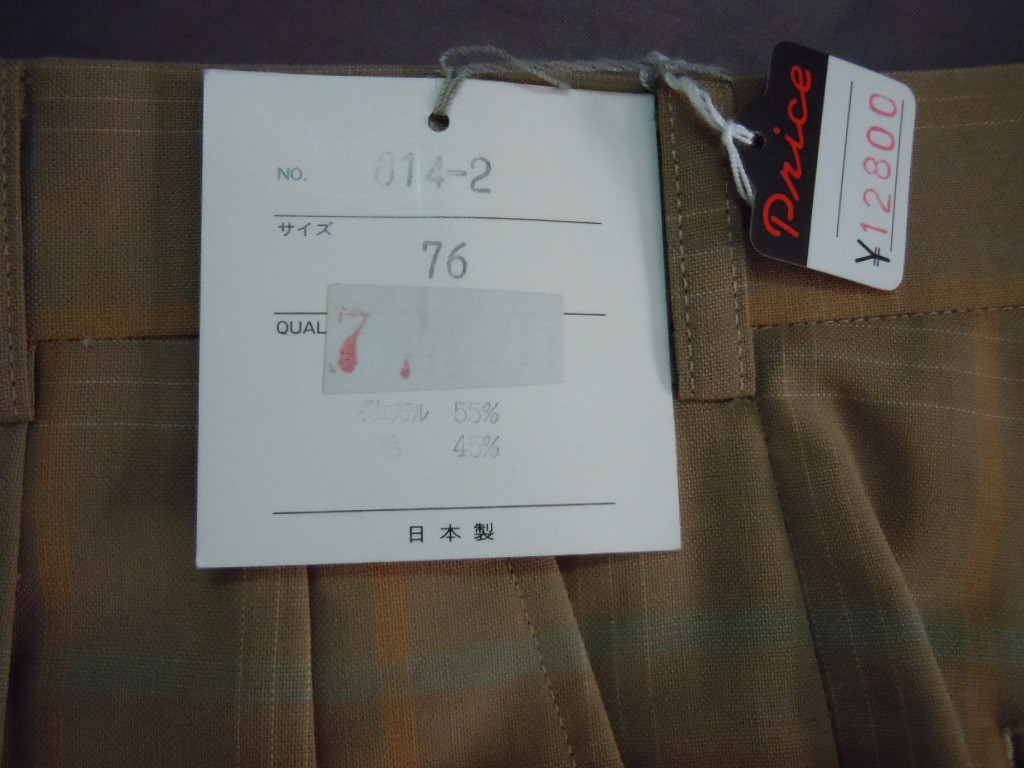 NO. 814-2
サイズ
76
QUAL
7.
ポリエステル 55%
45%
日本製
Price
¥12800